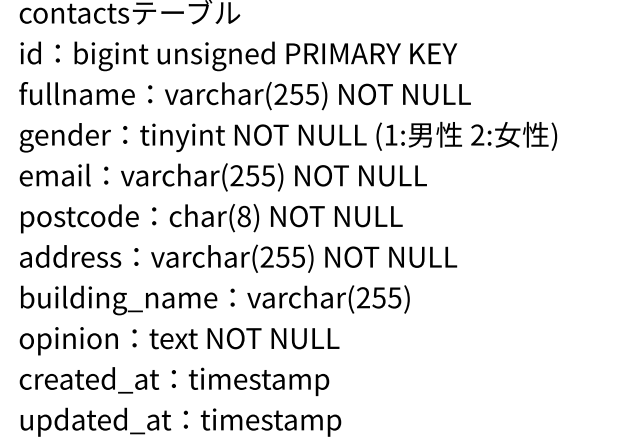 contactsテーブル
id：bigint unsigned PRIMARY KEY
fullname：varchar(255) NOT NULL
gender：tinyint NOT NULL (1:男性 2:女性)
email：varchar(255) NOT NULL
postcode：char(8) NOT NULL
address：varchar(255) NOT NULL
building_name：varchar(255)
opinion：text NOT NULL
created_at：timestamp
updated_at：timestamp